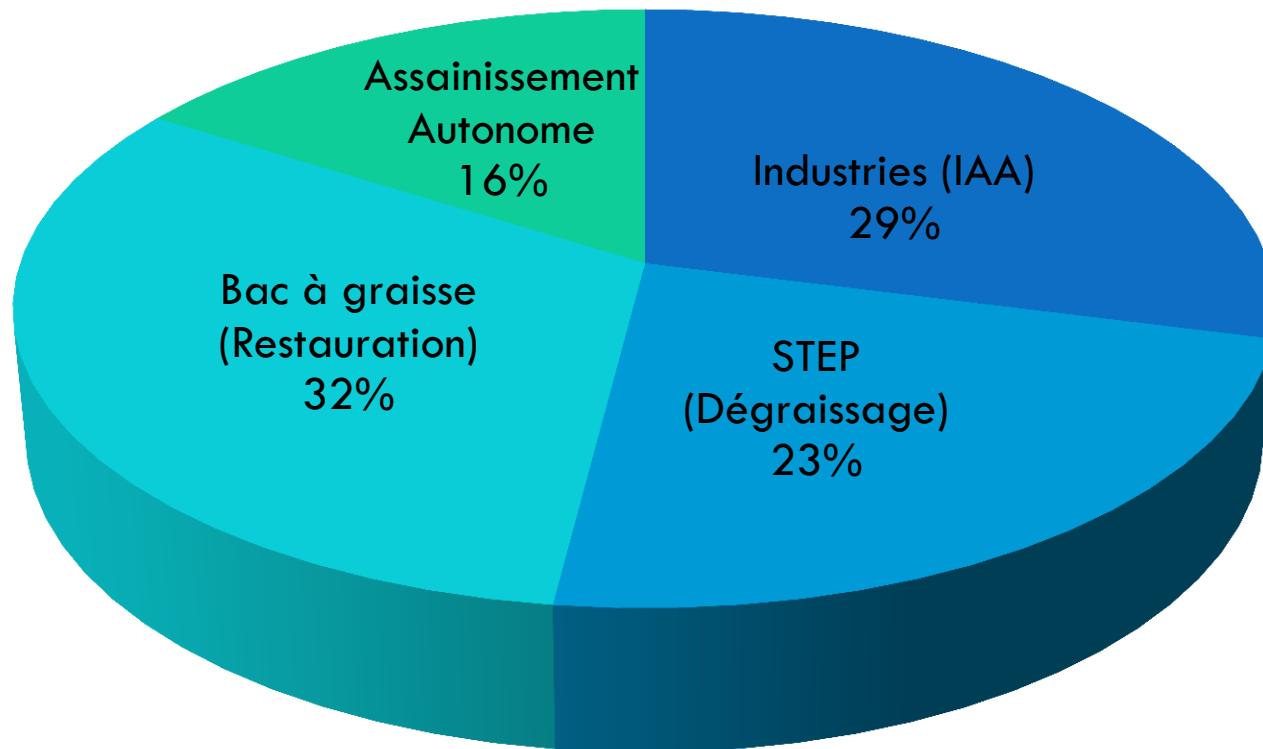 Assainissement
Autonome
16%
Industries (IAA)
29%
Bac à graisse
(Restauration)
32%
STEP
(Dégraissage)
23%